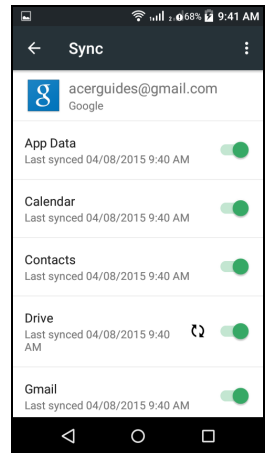 68% 9:41 AM
Sync
8 acerguides@gmail.com
Google
App Data
Last synced 04/08/2015 9:40 AM
Calendar
Last synced 04/08/2015 9:40 AM
Contacts
Last synced 04/08/2015 9:40 AM
Drive
Last synced 04/08/2015 9:40
AM
Gmail
Last synced 04/08/2015 9:40 AM